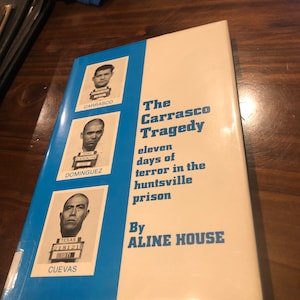 CARRASCO
DOMINGUEZ
CUEVAS
The
Carrasco
Tragedy
eleven
days of
terror in the
huntsville
prison
By
ALINE HOUSE